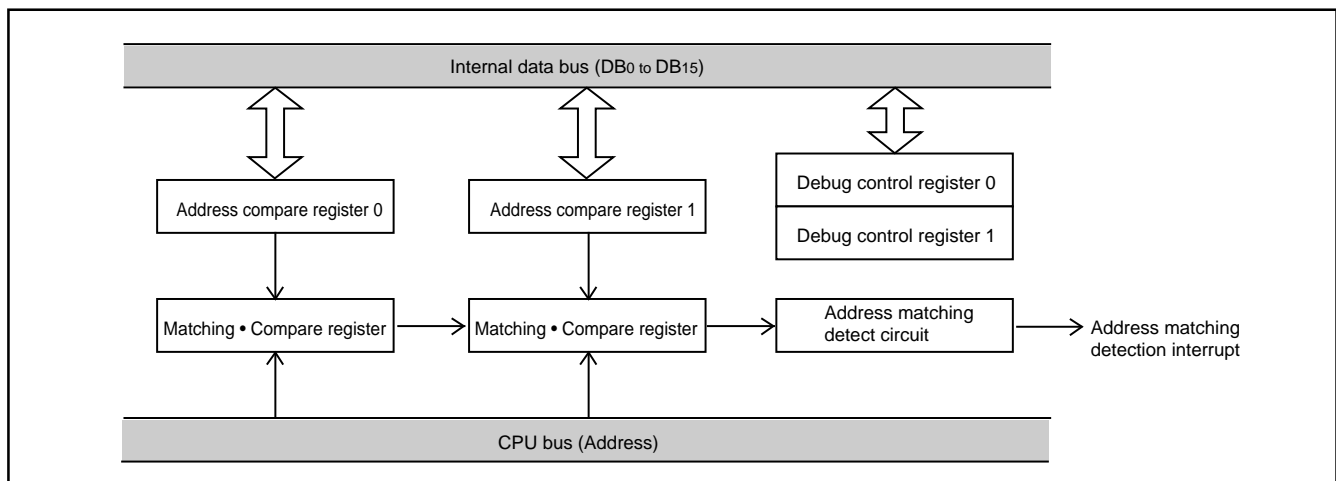 Internal data bus (DB0 to DB15)
Address compare register 0
Address compare register 1
Debug control register 0
Debug control register 1
Matching • Compare register
Matching • Compare register
Address matching
detect circuit
Address matching
detection interrupt
CPU bus (Address)